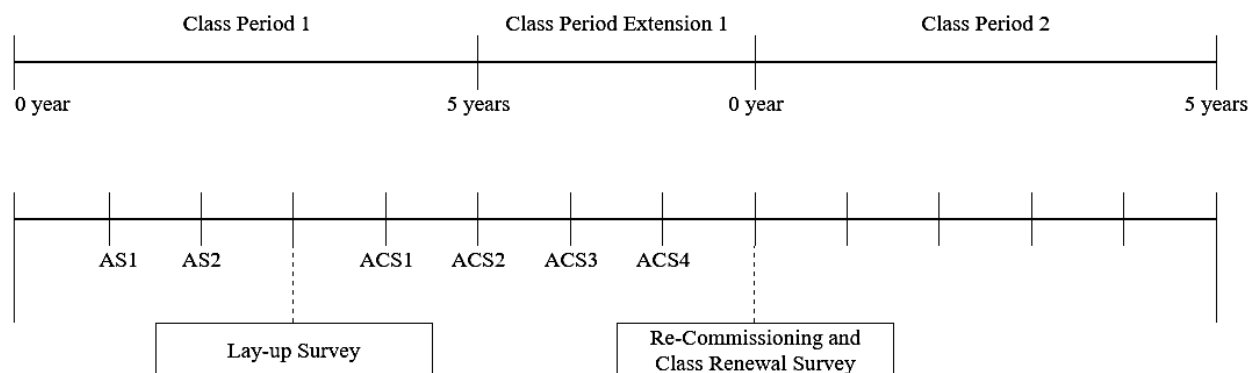 Class Period 1
Class Period Extension 1
Class Period 2
0 year
5 years
0 year
5 years
AS1
AS2
ACS1
ACS2
ACS3
ACS4
Lay-up Survey
Re-Commissioning and
Class Renewal Survey